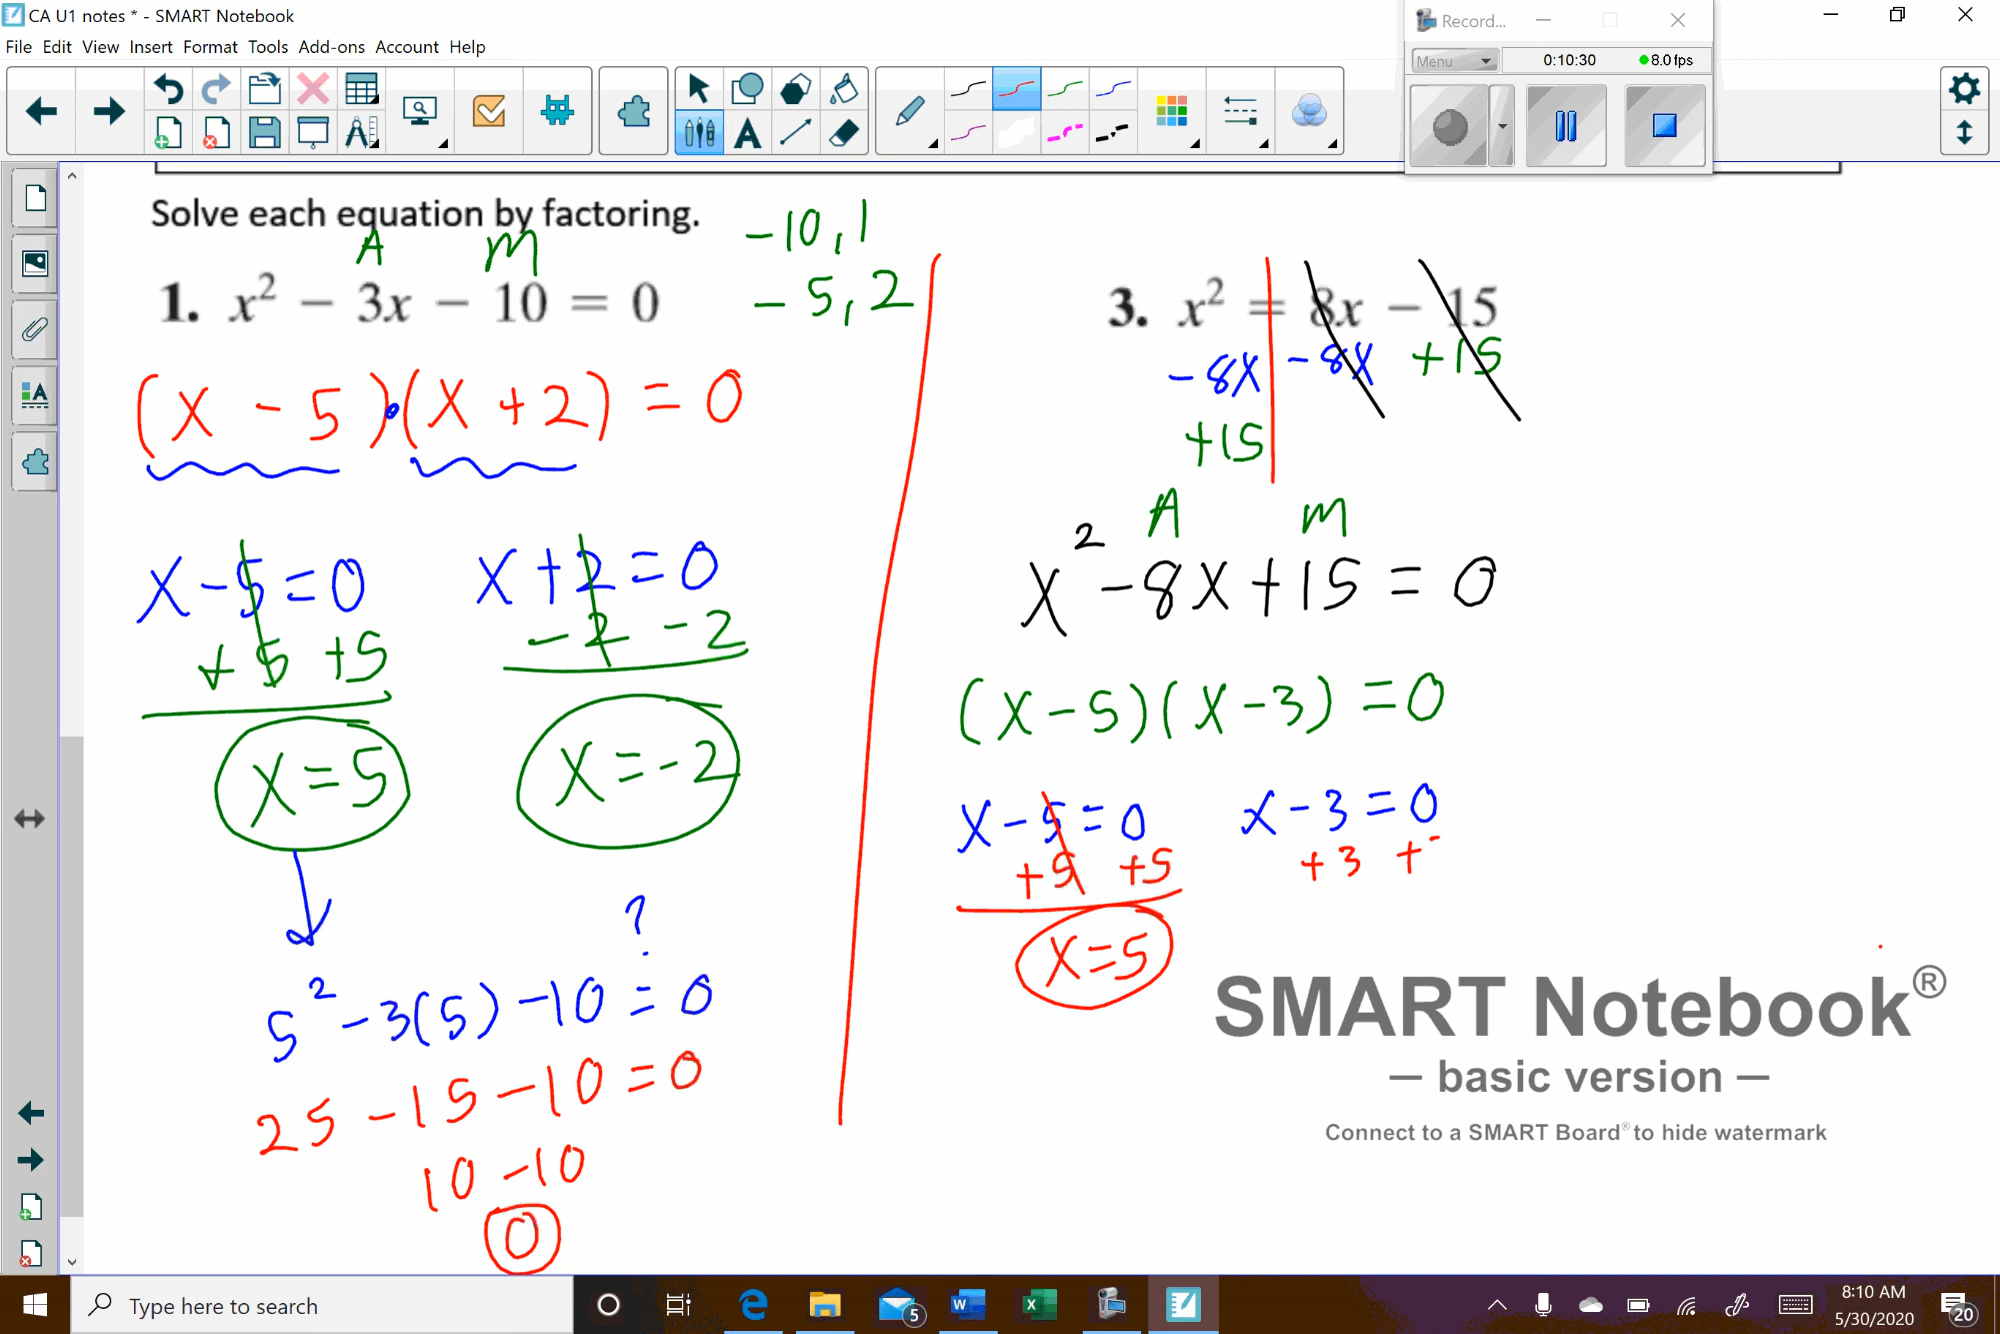 CA U1 notes * - SMART Notebook
File Edit View Insert Format Tools Add-ons Account Help
Record...
Menu 0:10:30 8.0 fps
Solve each equation by factoring.
A M
-10, 1
-5, 2
1. x² − 3x − 10 = 0
(x - 5)•(x + 2) = 0
x - 5 = 0
+5 +5
x = 5
x + 2 = 0
-2 -2
x = -2
?
5² - 3(5) - 10 = 0
25 - 15 - 10 = 0
10 - 10
0
3. x² = 8x − 15
-8x -8x +15
+15
A M
x² - 8x + 15 = 0
(x - 5)(x - 3) = 0
x - 5 = 0
+5 +5
x = 5
x - 3 = 0
+3 +
SMART Notebook®
— basic version —
Connect to a SMART Board® to hide watermark
Type here to search
5
8:10 AM
5/30/2020
20